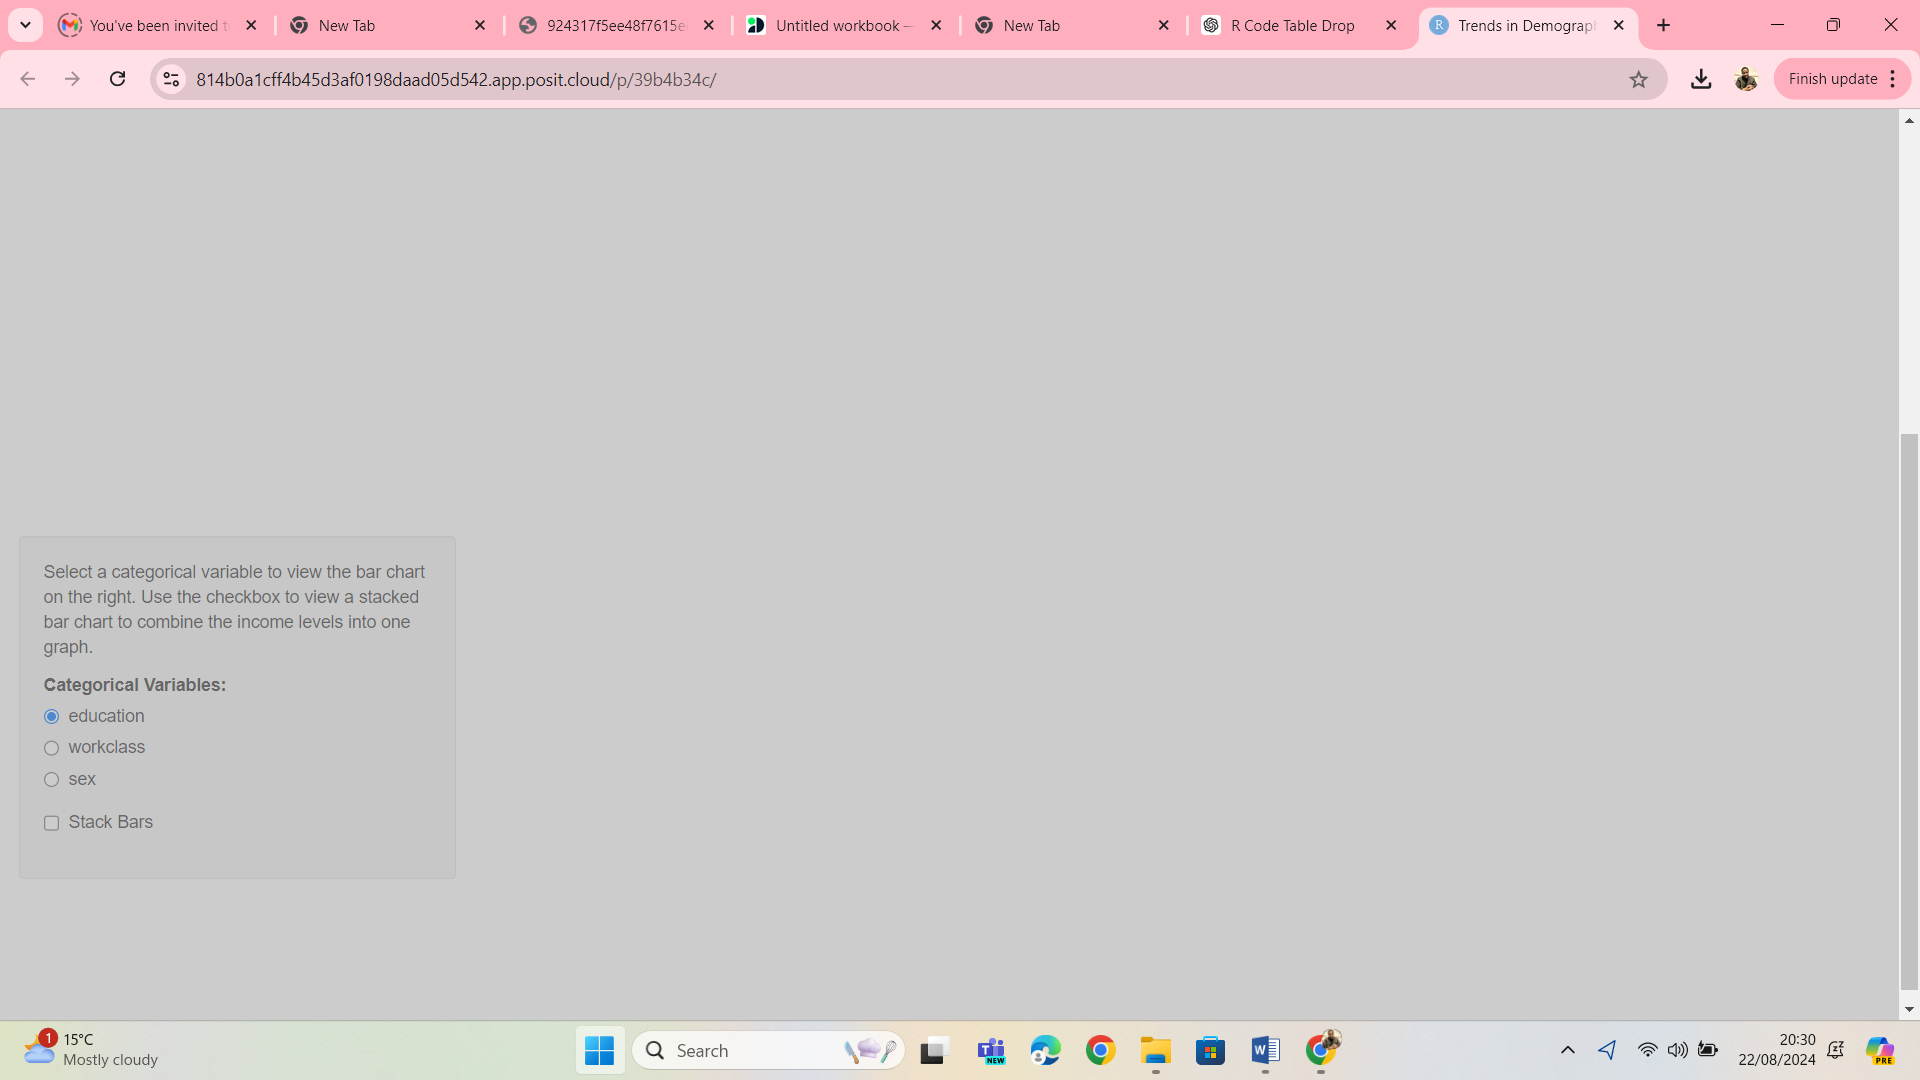 You've been invited t
New Tab
924317f5ee48f7615e
Untitled workbook –
New Tab
R Code Table Drop
Trends in Demograph
814b0a1cff4b45d3af0198daad05d542.app.posit.cloud/p/39b4b34c/
Finish update
Select a categorical variable to view the bar chart
on the right. Use the checkbox to view a stacked
bar chart to combine the income levels into one
graph.
Categorical Variables:
education
workclass
sex
Stack Bars
1
15°C
Mostly cloudy
Search
NEW
20:30
22/08/2024
PRE